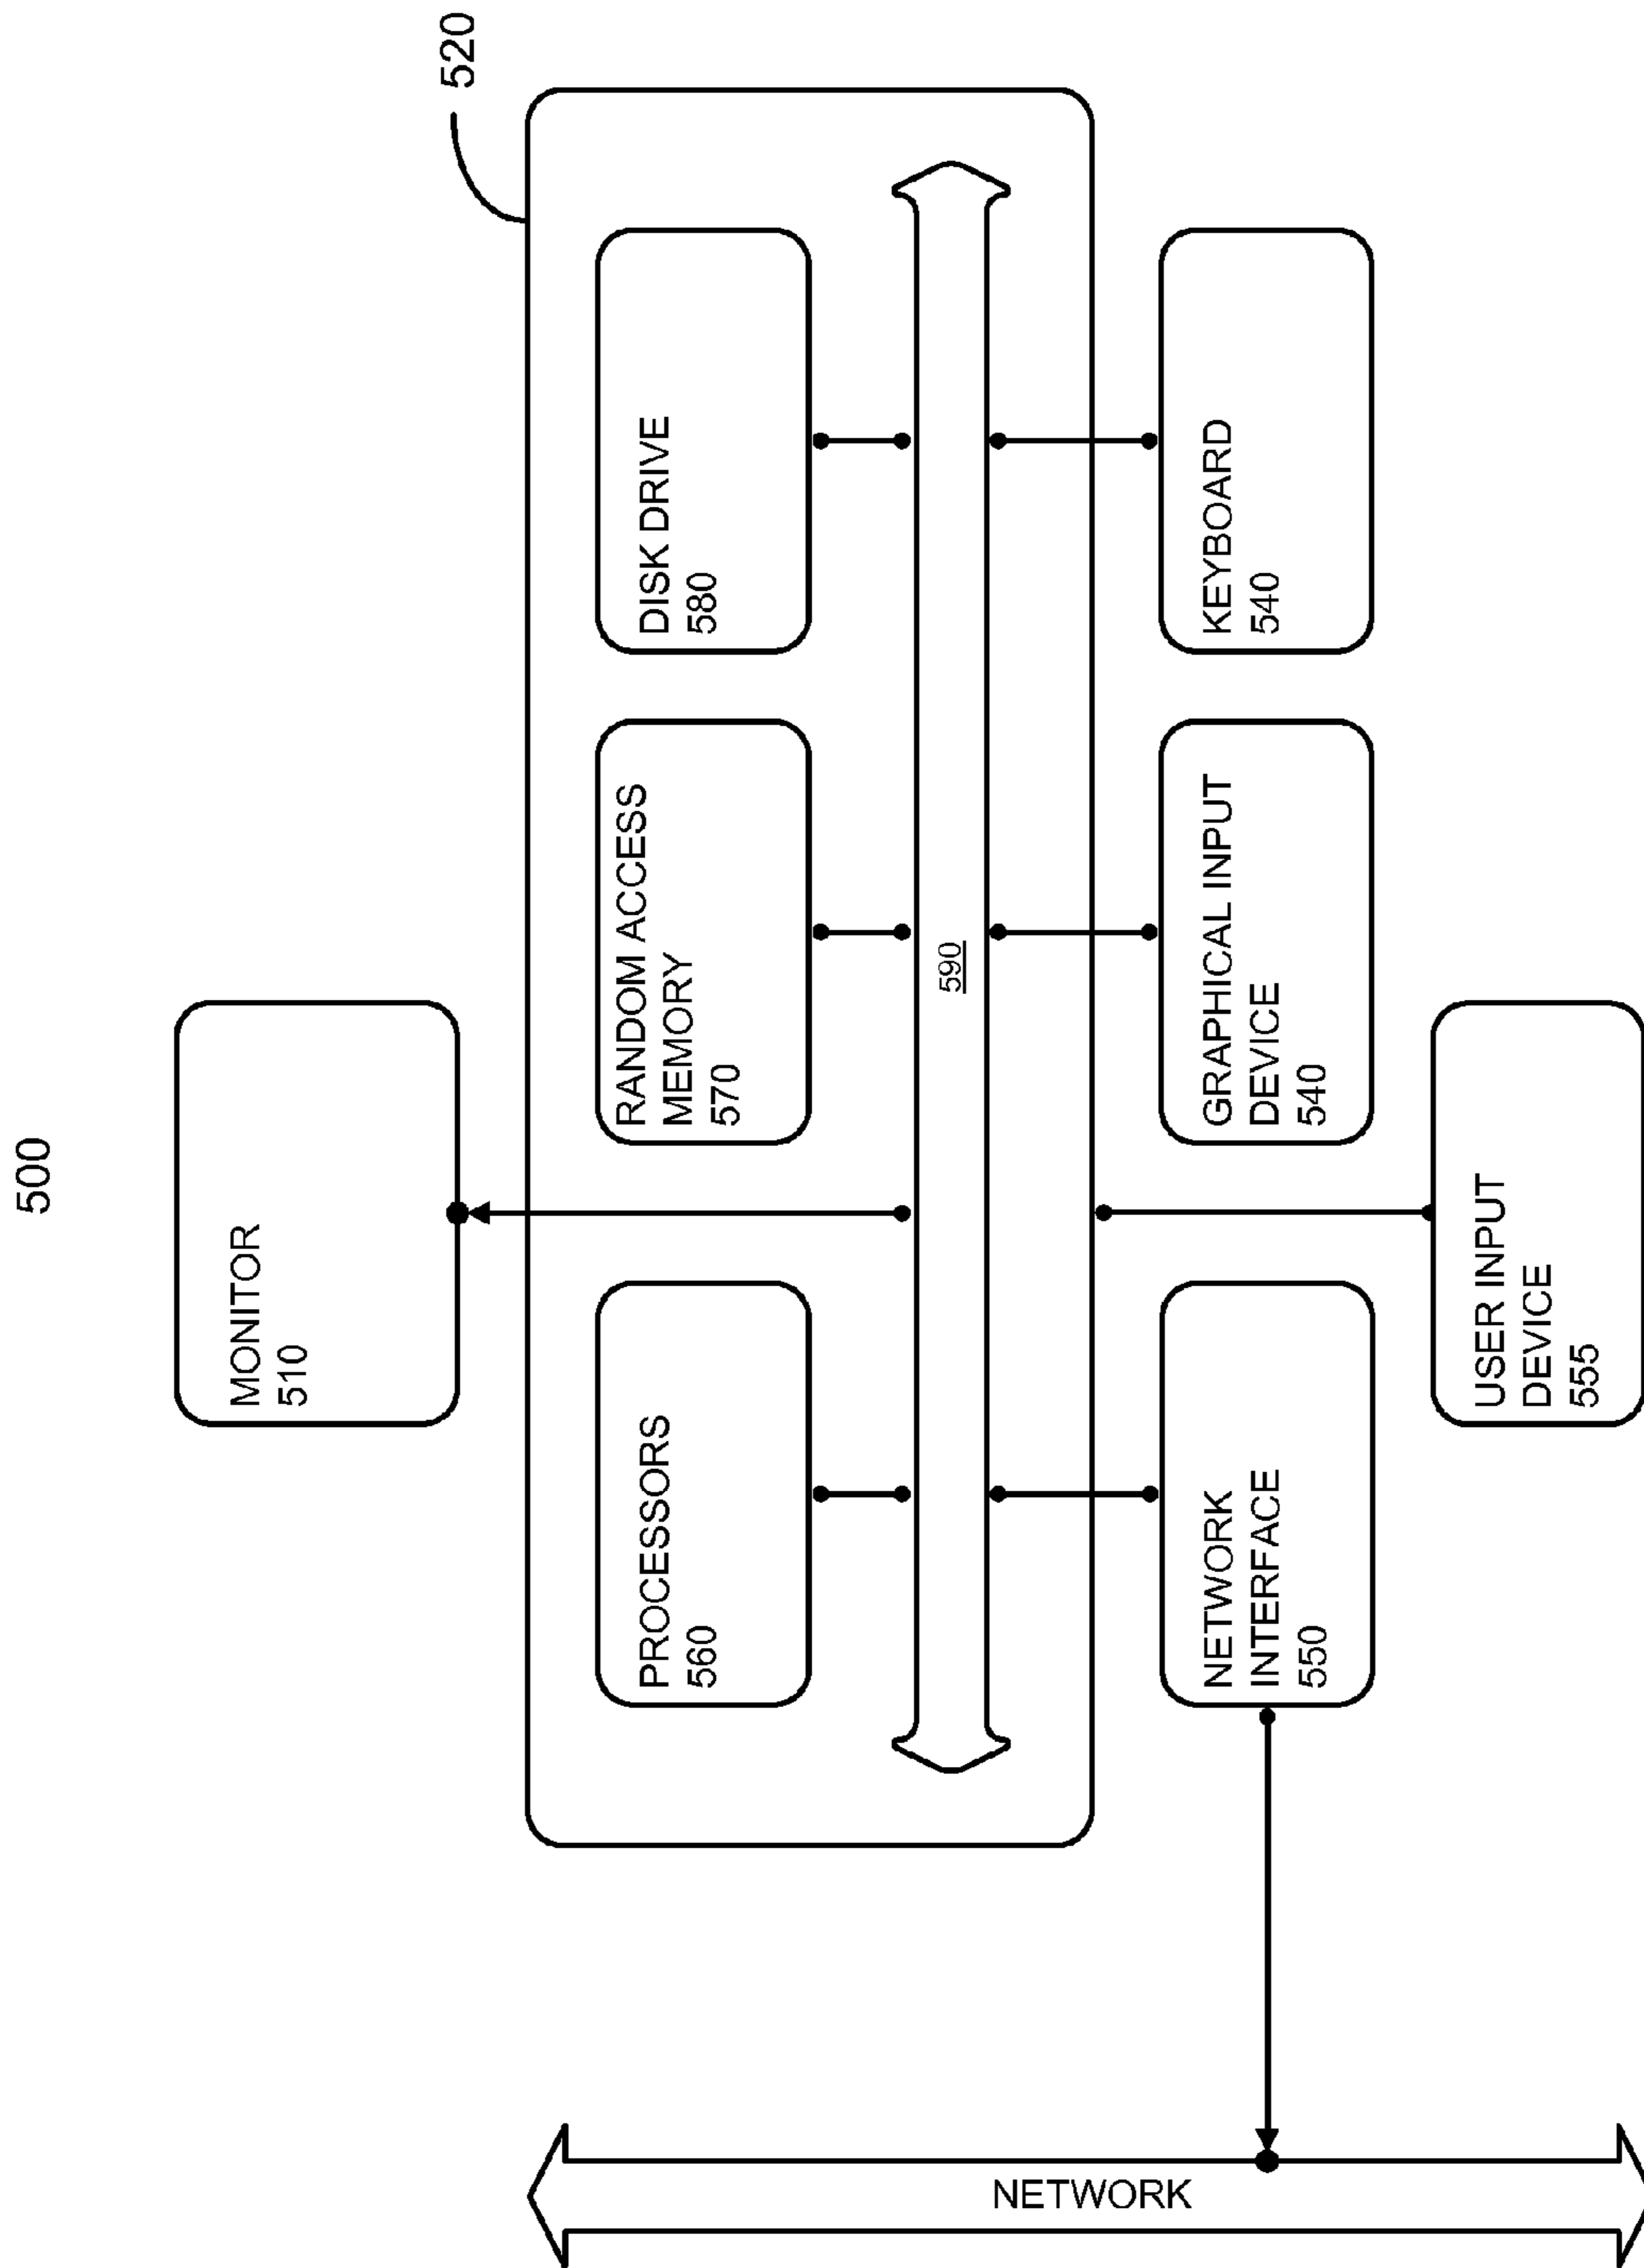 500
MONITOR
510
520
PROCESSORS
560
RANDOM ACCESS
MEMORY
570
DISK DRIVE
580
590
NETWORK
INTERFACE
550
GRAPHICAL INPUT
DEVICE
540
KEYBOARD
540
USER INPUT
DEVICE
555
NETWORK